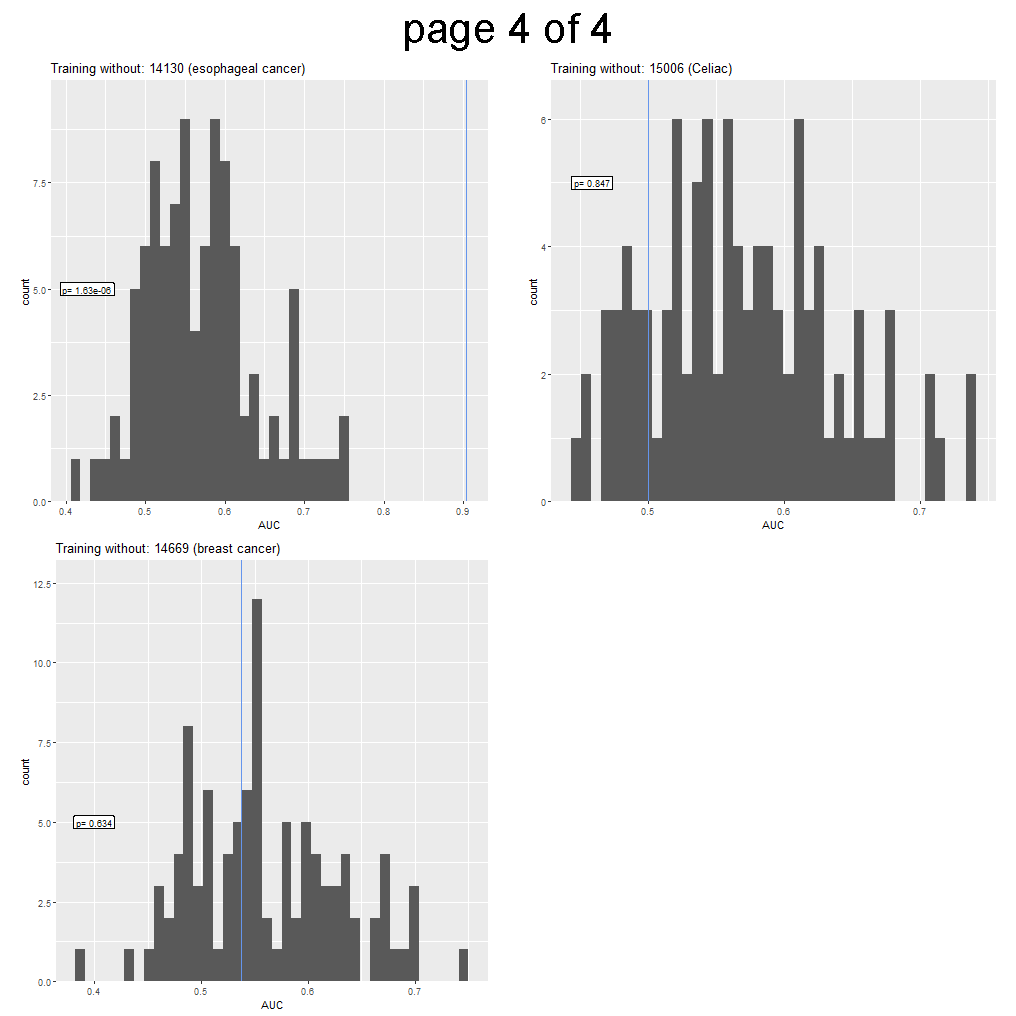 page 4 of 4
Training without: 14130 (esophageal cancer)
count
7.5
5.0
2.5
0.0
p= 1.63e-06
0.4 0.5 0.6 0.7 0.8 0.9
AUC
Training without: 15006 (Celiac)
count
6
4
2
0
p= 0.847
0.5 0.6 0.7
AUC
Training without: 14669 (breast cancer)
count
12.5
10.0
7.5
5.0
2.5
0.0
p= 0.634
0.4 0.5 0.6 0.7
AUC